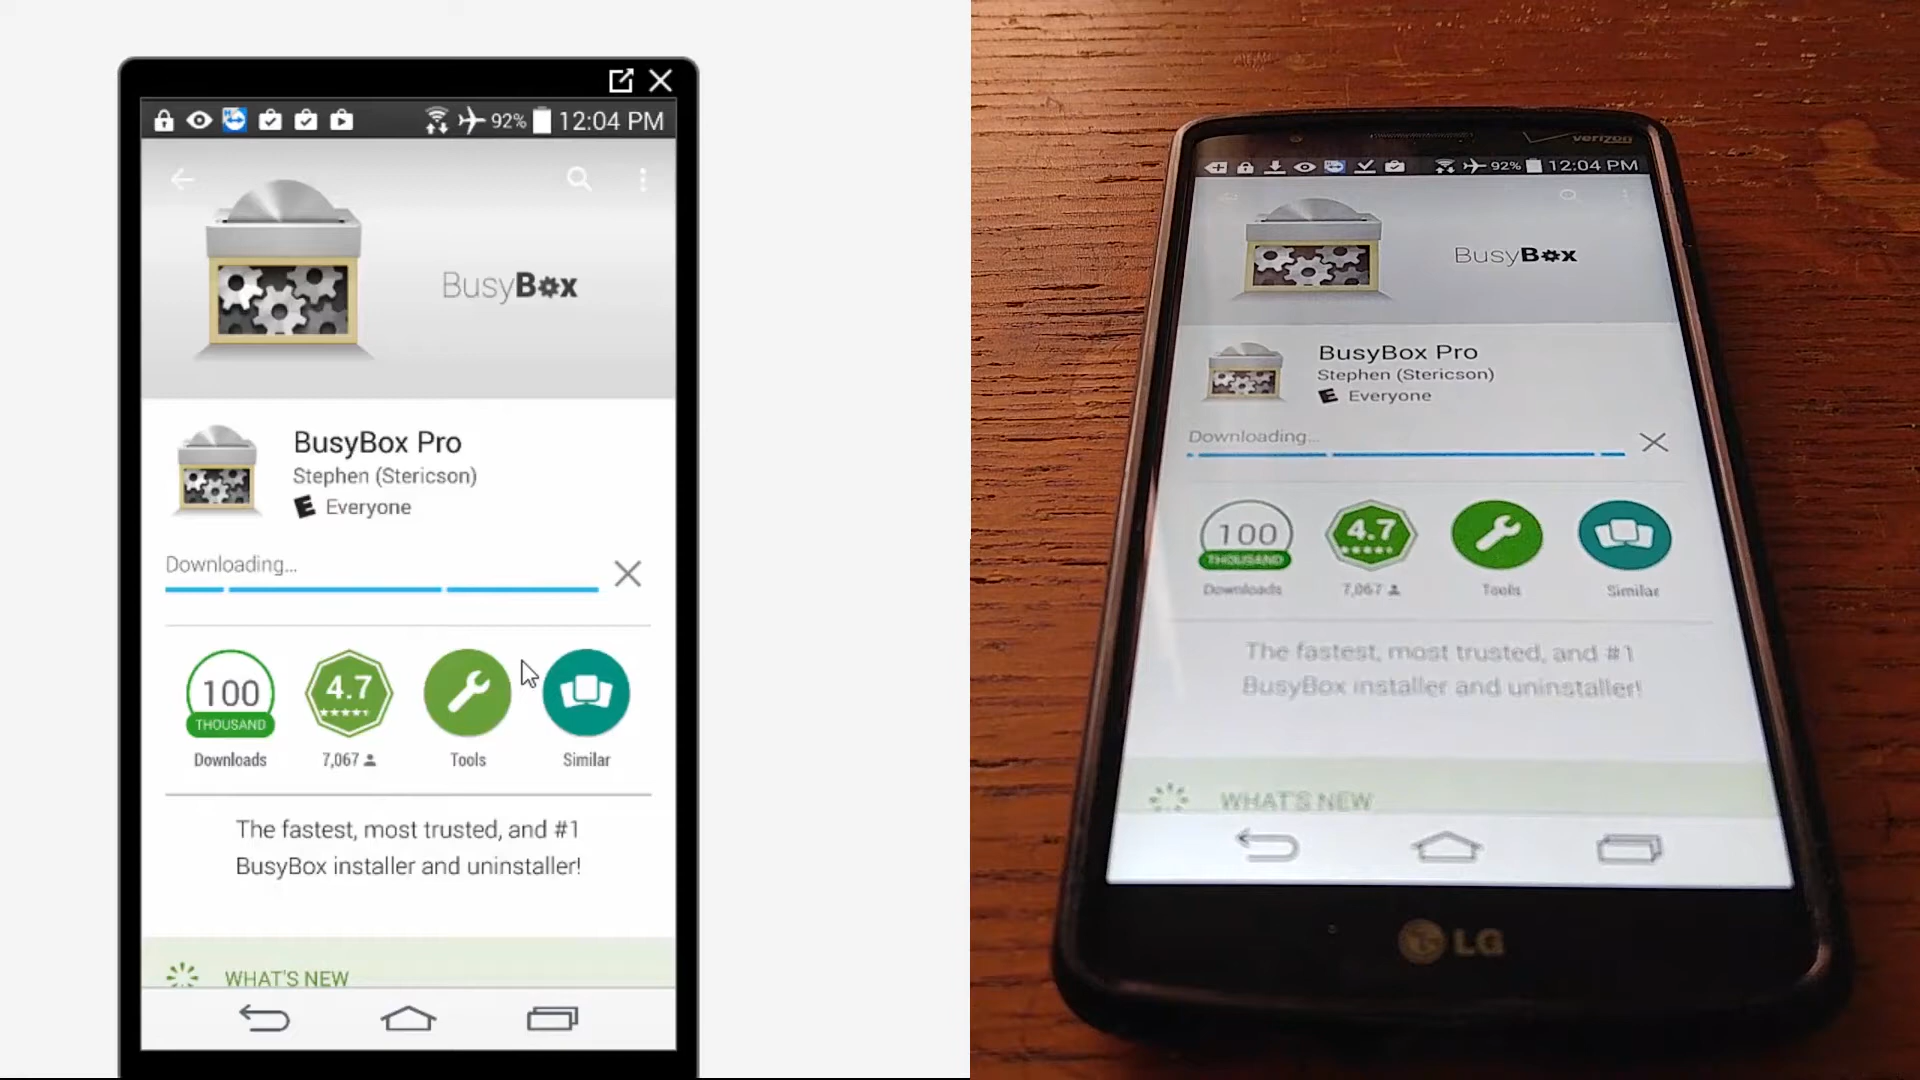 92% 12:04 PM
BusyBox
BusyBox Pro
Stephen (Stericson)
E Everyone
Downloading...
100
THOUSAND
Downloads
4.7
7,067
Tools
Similar
The fastest, most trusted, and #1
BusyBox installer and uninstaller!
WHAT'S NEW
verizon
92% 12:04 PM
BusyBox
BusyBox Pro
Stephen (Stericson)
E Everyone
Downloading...
100
THOUSAND
Downloads
4.7
7,067
Tools
Similar
The fastest, most trusted, and #1
BusyBox installer and uninstaller!
WHAT'S NEW
LG